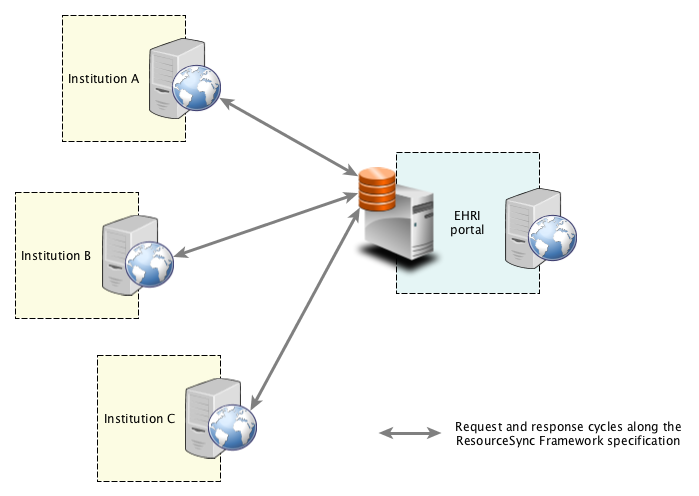 Institution A
EHRI
portal
Institution B
Institution C
Request and response cycles along the
ResourceSync Framework specification